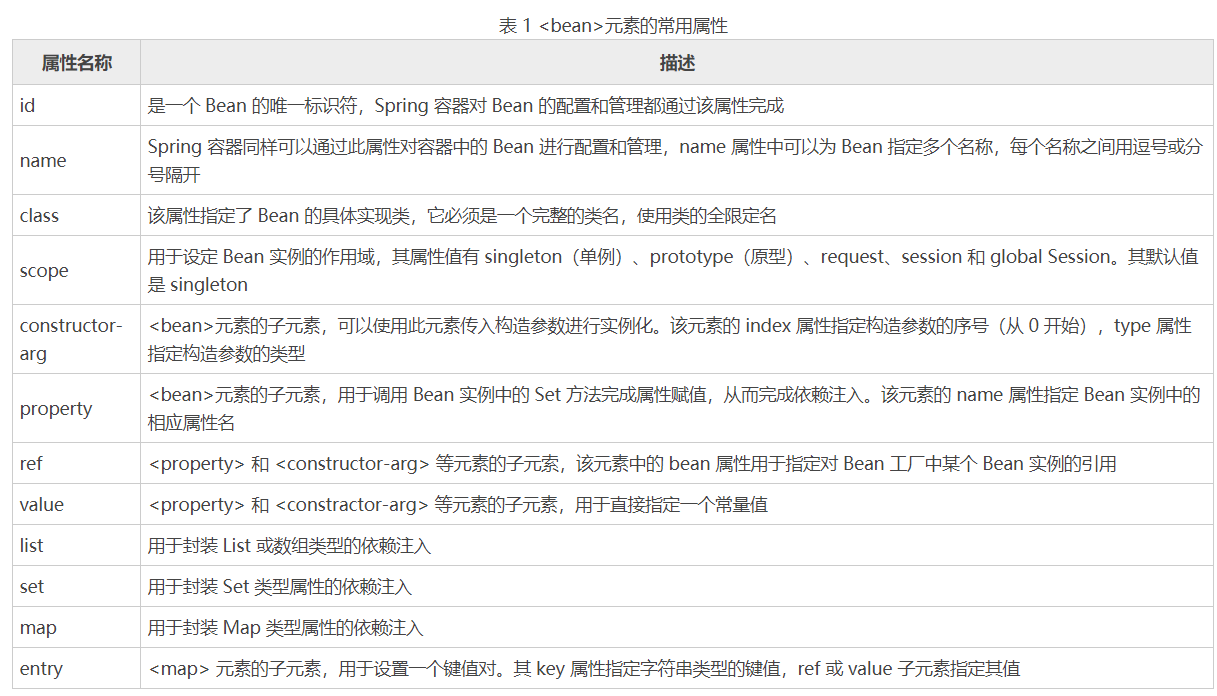 表 1 <bean>元素的常用属性
属性名称 描述
id 是一个 Bean 的唯一标识符，Spring 容器对 Bean 的配置和管理都通过该属性完成
name Spring 容器同样可以通过此属性对容器中的 Bean 进行配置和管理，name 属性中可以为 Bean 指定多个名称，每个名称之间用逗号或分
号隔开
class 该属性指定了 Bean 的具体实现类，它必须是一个完整的类名，使用类的全限定名
scope 用于设定 Bean 实例的作用域，其属性值有 singleton（单例）、prototype（原型）、request、session 和 global Session。其默认值
是 singleton
constructor- <bean>元素的子元素，可以使用此元素传入构造参数进行实例化。该元素的 index 属性指定构造参数的序号（从 0 开始），type 属性
arg 指定构造参数的类型
property <bean>元素的子元素，用于调用 Bean 实例中的 Set 方法完成属性赋值，从而完成依赖注入。该元素的 name 属性指定 Bean 实例中的
相应属性名
ref <property> 和 <constructor-arg> 等元素的子元索，该元素中的 bean 属性用于指定对 Bean 工厂中某个 Bean 实例的引用
value <property> 和 <constractor-arg> 等元素的子元素，用于直接指定一个常量值
list 用于封装 List 或数组类型的依赖注入
set 用于封装 Set 类型属性的依赖注入
map 用于封装 Map 类型属性的依赖注入
entry <map> 元素的子元素，用于设置一个键值对。其 key 属性指定字符串类型的键值，ref 或 value 子元素指定其值